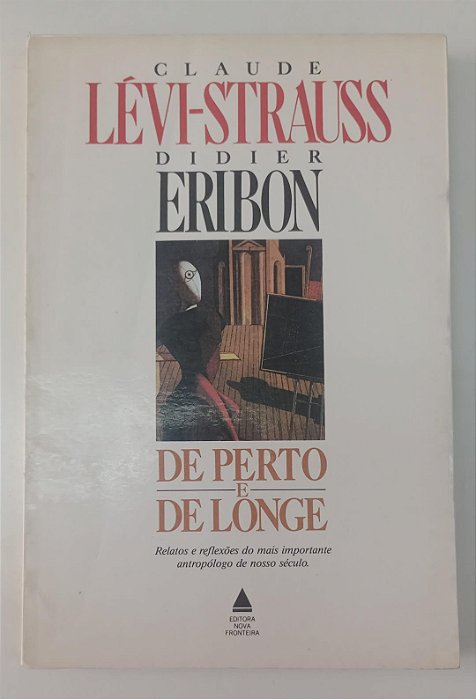 CLAUDE
LÉVI-STRAUSS
DIDIER
ERIBON
DE PERTO
E
DE LONGE
Relatos e reflexões do mais importante
antropólogo de nosso século.
EDITORA
NOVA
FRONTEIRA